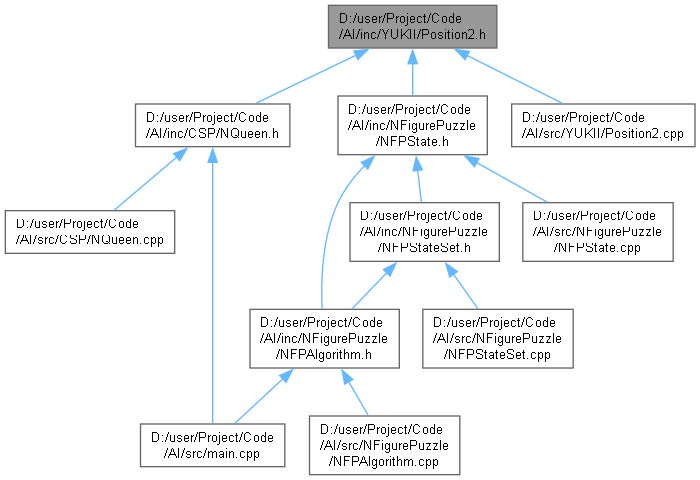 D:/user/Project/Code
/AI/inc/YUKII/Position2.h
D:/user/Project/Code
/AI/inc/CSP/NQueen.h
D:/user/Project/Code
/AI/inc/NFigurePuzzle
/NFPState.h
D:/user/Project/Code
/AI/src/YUKII/Position2.cpp
D:/user/Project/Code
/AI/src/CSP/NQueen.cpp
D:/user/Project/Code
/AI/inc/NFigurePuzzle
/NFPStateSet.h
D:/user/Project/Code
/AI/src/NFigurePuzzle
/NFPState.cpp
D:/user/Project/Code
/AI/inc/NFigurePuzzle
/NFPAlgorithm.h
D:/user/Project/Code
/AI/src/NFigurePuzzle
/NFPStateSet.cpp
D:/user/Project/Code
/AI/src/main.cpp
D:/user/Project/Code
/AI/src/NFigurePuzzle
/NFPAlgorithm.cpp